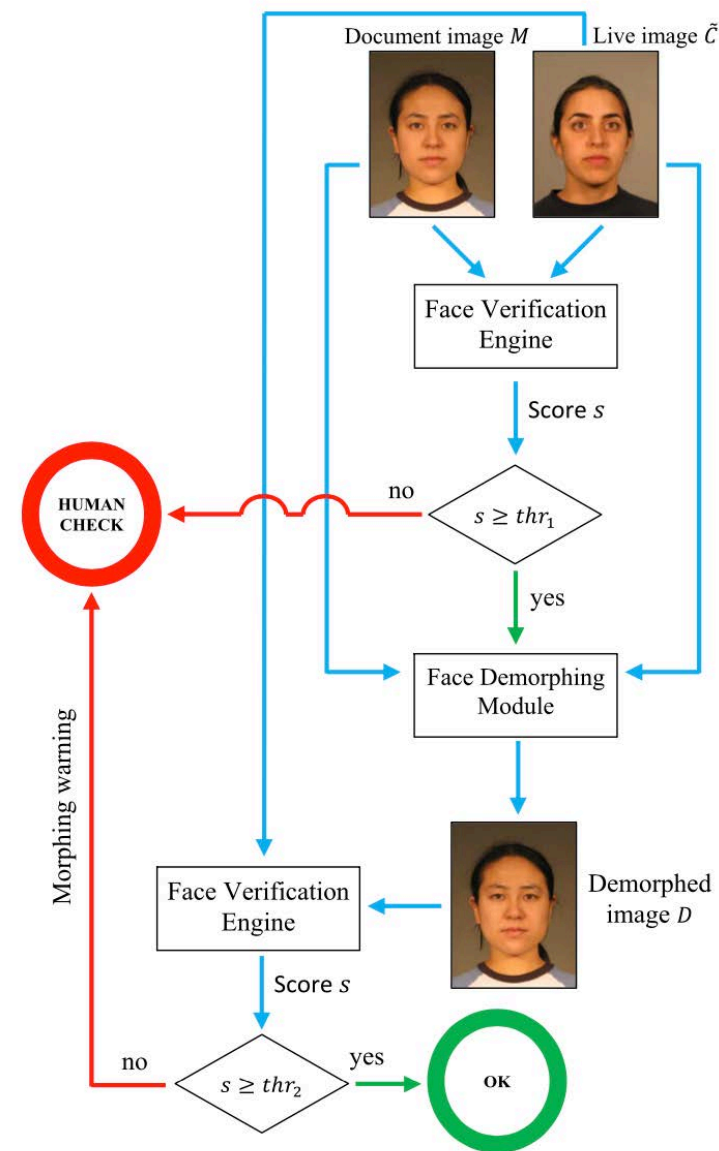 Document image M
Live image C̃
Face Verification
Engine
Score s
no
HUMAN
CHECK
s ≥ thr₁
yes
Face Demorphing
Module
Morphing warning
Face Verification
Engine
Demorphed
image D
Score s
no
yes
s ≥ thr₂
OK